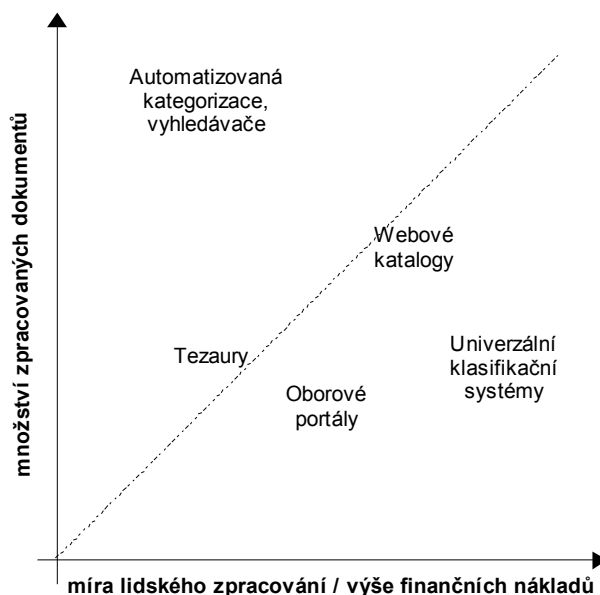 Automatizovaná
kategorizace,
vyhledávače
množství zpracovaných dokumentů
Webové
katalogy
Tezaury
Univerzální
klasifikační
systémy
Oborové
portály
míra lidského zpracování / výše finančních nákladů